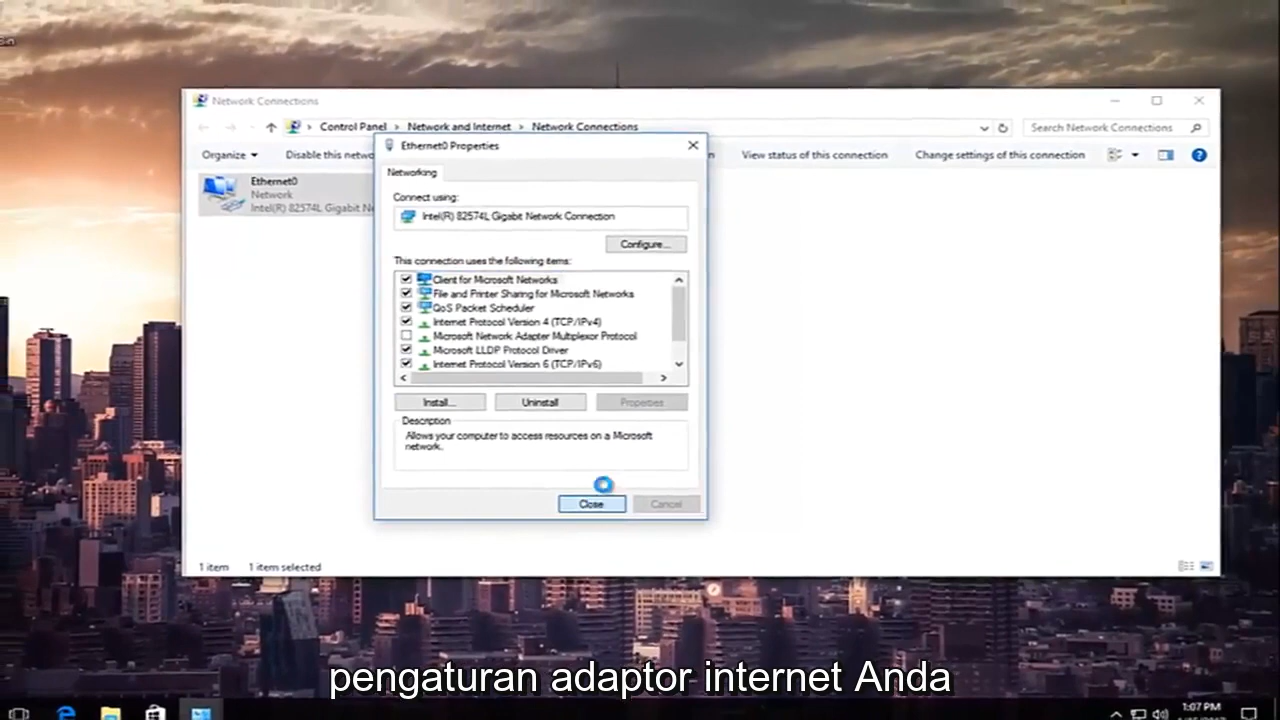 Network Connections
Control Panel > Network and Internet > Network Connections
Search Network Connections
Organize
Disable this netwo
View status of this connection
Change settings of this connection
Ethernet0
Network
Intel(R) 82574L Gigabit Ne
Ethernet0 Properties
Networking
Connect using:
Intel(R) 82574L Gigabit Network Connection
Configure...
This connection uses the following items:
Client for Microsoft Networks
File and Printer Sharing for Microsoft Networks
QoS Packet Scheduler
Internet Protocol Version 4 (TCP/IPv4)
Microsoft Network Adapter Multiplexor Protocol
Microsoft LLDP Protocol Driver
Internet Protocol Version 6 (TCP/IPv6)
Install...
Uninstall
Properties
Description
Allows your computer to access resources on a Microsoft
network.
Close
Cancel
1 item
1 item selected
pengaturan adaptor internet Anda
1:07 PM